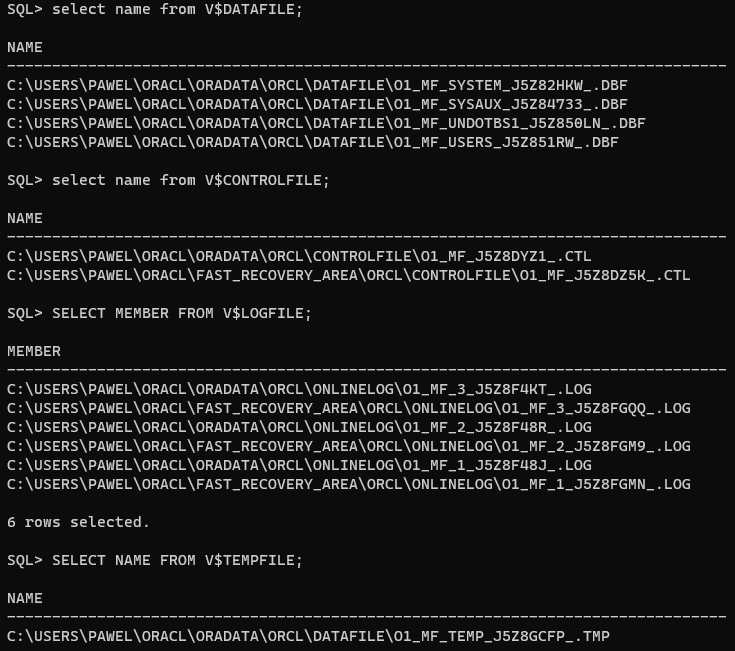 SQL> select name from V$DATAFILE;
NAME
--------------------------------------------------------------------------------
C:\USERS\PAWEL\ORACL\ORADATA\ORCL\DATAFILE\O1_MF_SYSTEM_J5Z82HKW_.DBF
C:\USERS\PAWEL\ORACL\ORADATA\ORCL\DATAFILE\O1_MF_SYSAUX_J5Z84733_.DBF
C:\USERS\PAWEL\ORACL\ORADATA\ORCL\DATAFILE\O1_MF_UNDOTBS1_J5Z850LN_.DBF
C:\USERS\PAWEL\ORACL\ORADATA\ORCL\DATAFILE\O1_MF_USERS_J5Z851RW_.DBF
SQL> select name from V$CONTROLFILE;
NAME
--------------------------------------------------------------------------------
C:\USERS\PAWEL\ORACL\ORADATA\ORCL\CONTROLFILE\O1_MF_J5Z8DYZ1_.CTL
C:\USERS\PAWEL\ORACL\FAST_RECOVERY_AREA\ORCL\CONTROLFILE\O1_MF_J5Z8DZ5K_.CTL
SQL> SELECT MEMBER FROM V$LOGFILE;
MEMBER
--------------------------------------------------------------------------------
C:\USERS\PAWEL\ORACL\ORADATA\ORCL\ONLINELOG\O1_MF_3_J5Z8F4KT_.LOG
C:\USERS\PAWEL\ORACL\FAST_RECOVERY_AREA\ORCL\ONLINELOG\O1_MF_3_J5Z8FGQQ_.LOG
C:\USERS\PAWEL\ORACL\ORADATA\ORCL\ONLINELOG\O1_MF_2_J5Z8F48R_.LOG
C:\USERS\PAWEL\ORACL\FAST_RECOVERY_AREA\ORCL\ONLINELOG\O1_MF_2_J5Z8FGM9_.LOG
C:\USERS\PAWEL\ORACL\ORADATA\ORCL\ONLINELOG\O1_MF_1_J5Z8F48J_.LOG
C:\USERS\PAWEL\ORACL\FAST_RECOVERY_AREA\ORCL\ONLINELOG\O1_MF_1_J5Z8FGMN_.LOG
6 rows selected.
SQL> SELECT NAME FROM V$TEMPFILE;
NAME
--------------------------------------------------------------------------------
C:\USERS\PAWEL\ORACL\ORADATA\ORCL\DATAFILE\O1_MF_TEMP_J5Z8GCFP_.TMP